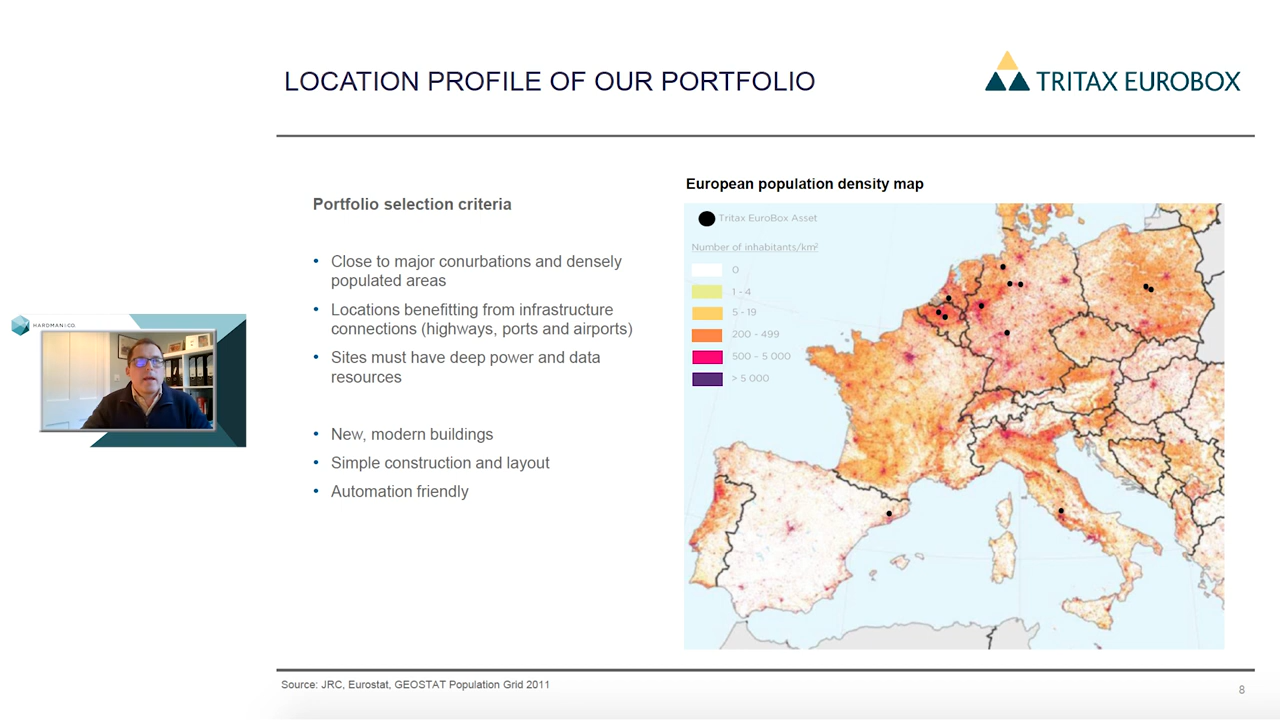 LOCATION PROFILE OF OUR PORTFOLIO
TRITAX EUROBOX
Portfolio selection criteria
• Close to major conurbations and densely
populated areas
• Locations benefitting from infrastructure
connections (highways, ports and airports)
• Sites must have deep power and data
resources
• New, modern buildings
• Simple construction and layout
• Automation friendly
HARDMAN&CO.
European population density map
Tritax EuroBox Asset
Number of inhabitants/km²
0
1 - 4
5 - 19
200 - 499
500 - 5 000
> 5 000
Source: JRC, Eurostat, GEOSTAT Population Grid 2011
8